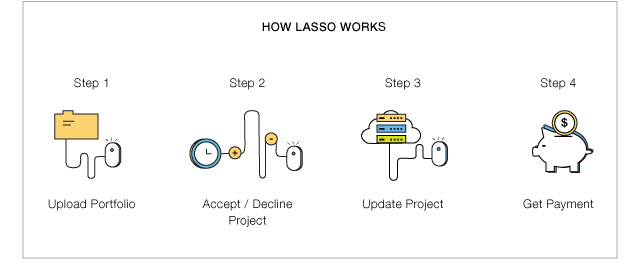 HOW LASSO WORKS
Step 1
Step 2
Step 3
Step 4
+
-
$
Upload Portfolio
Accept / Decline
Project
Update Project
Get Payment